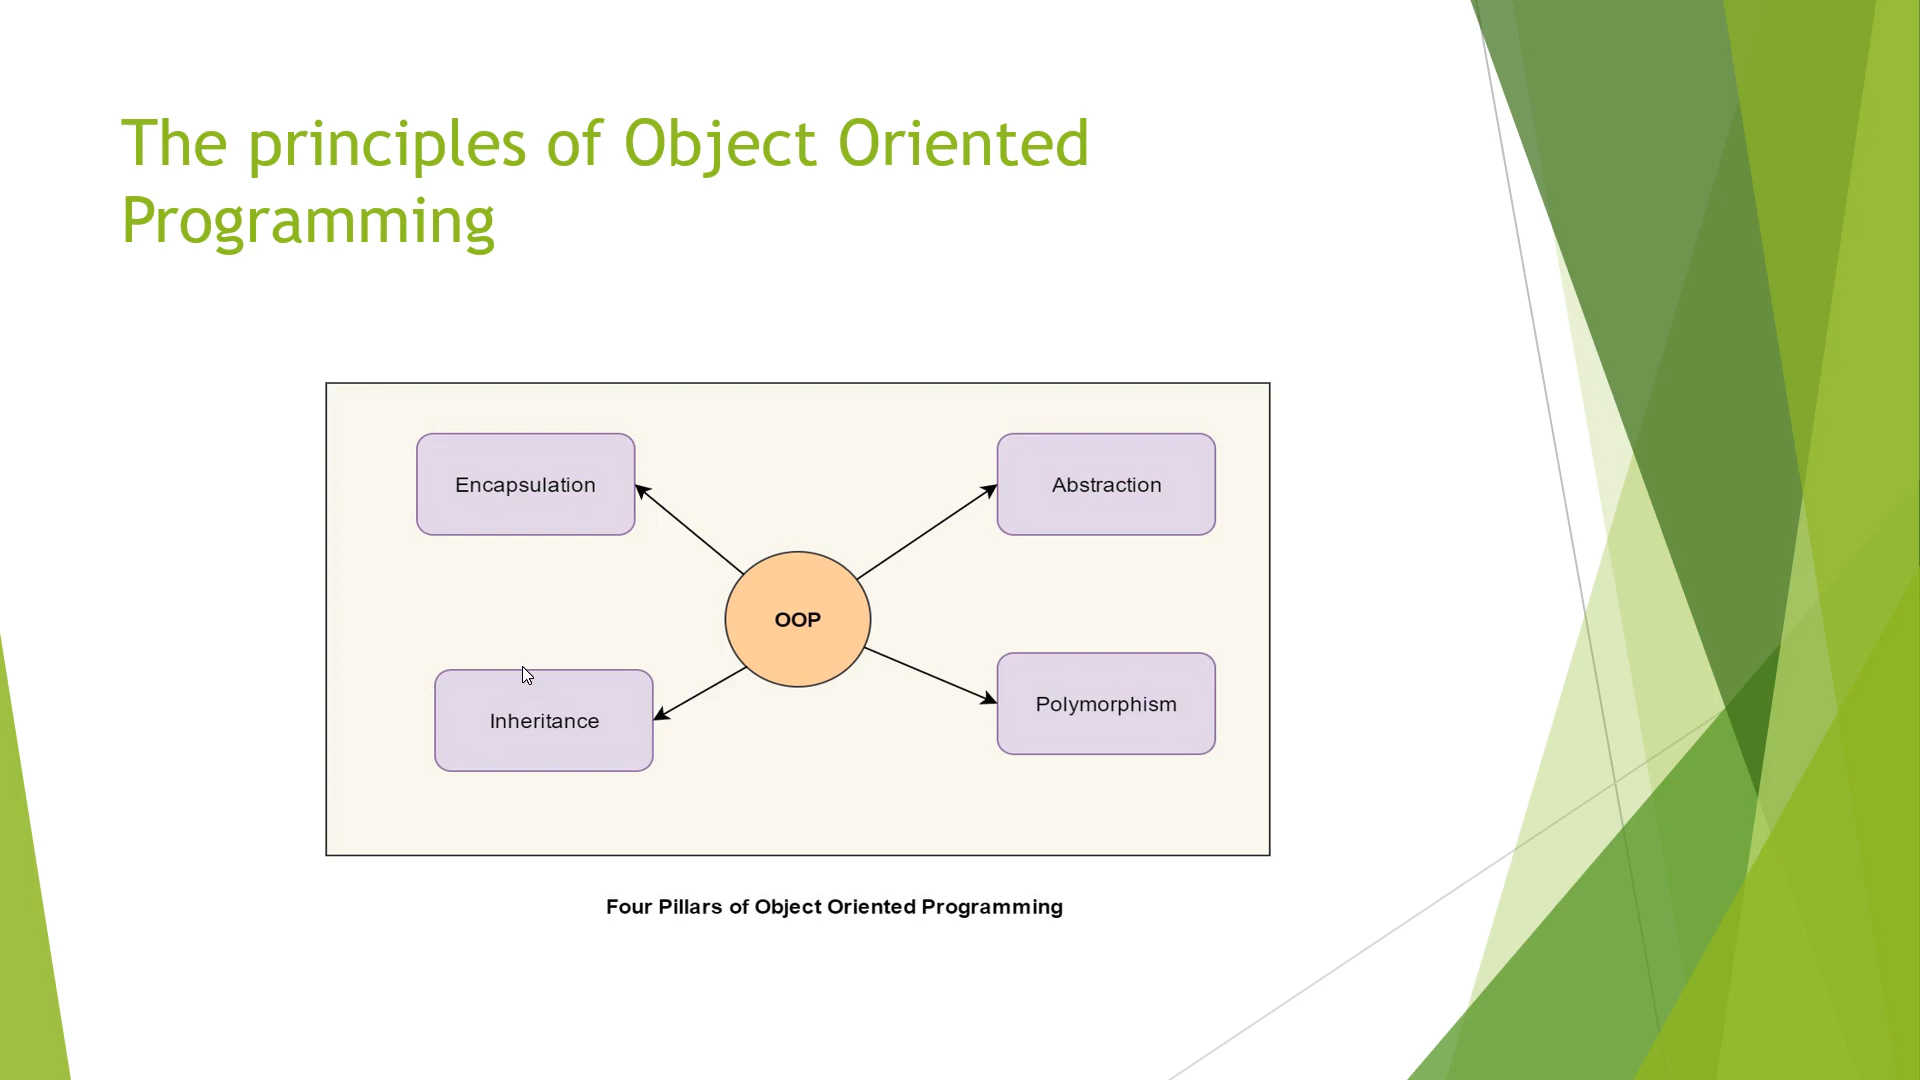 The principles of Object Oriented
Programming
Encapsulation
Abstraction
OOP
Inheritance
Polymorphism
Four Pillars of Object Oriented Programming